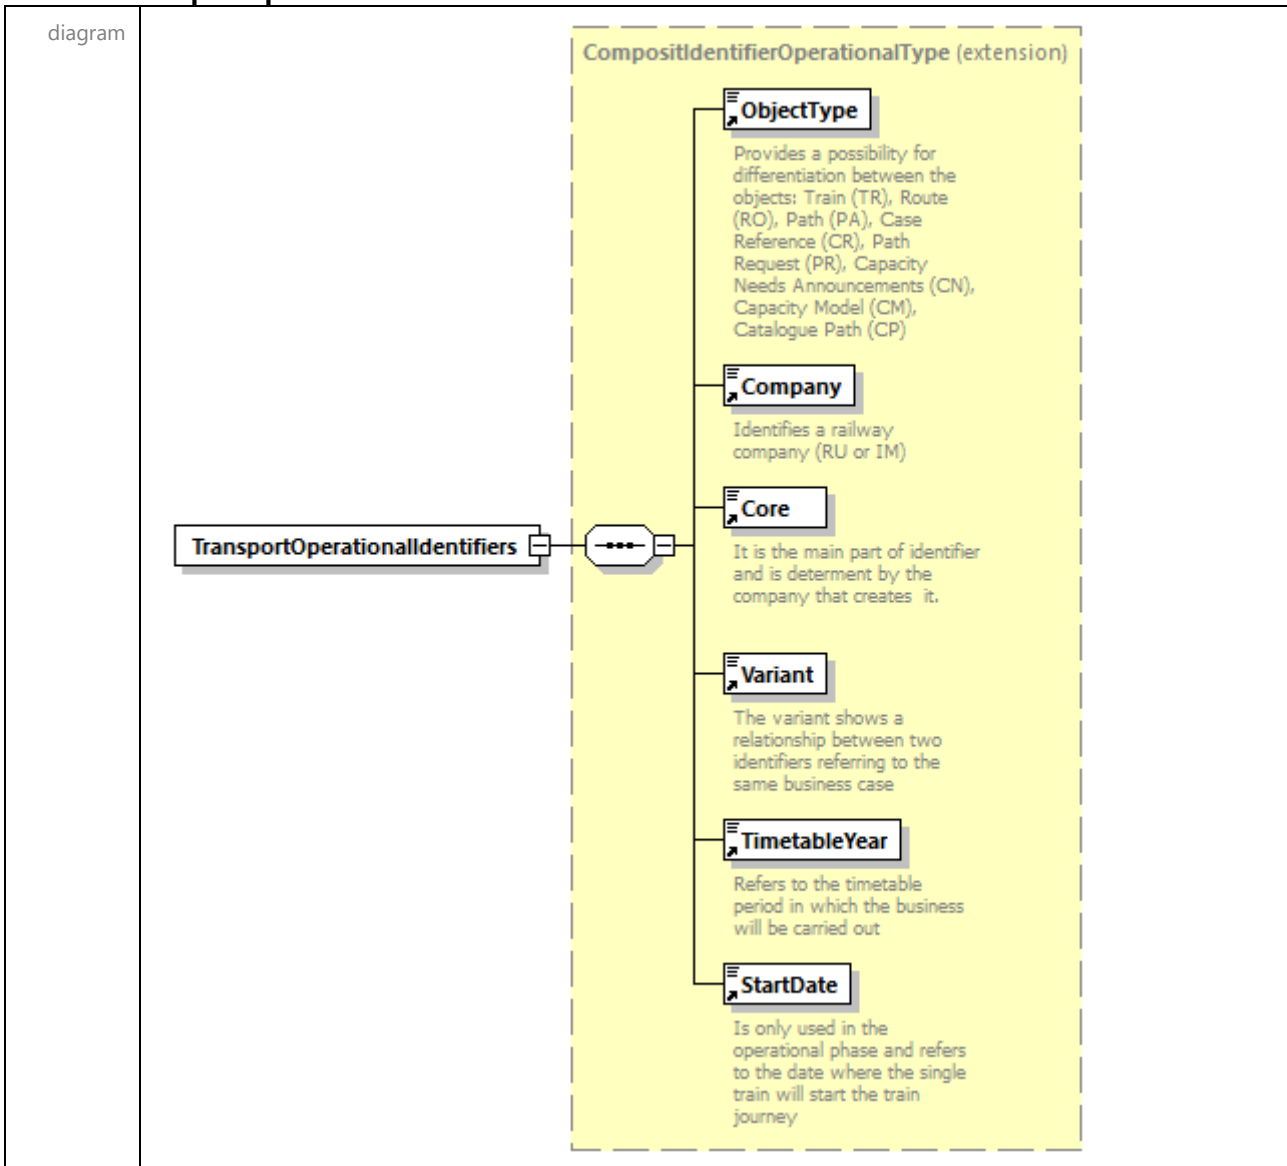 diagram
CompositIdentifierOperationalType (extension)
ObjectType
Provides a possibility for
differentiation between the
objects: Train (TR), Route
(RO), Path (PA), Case
Reference (CR), Path
Request (PR), Capacity
Needs Announcements (CN),
Capacity Model (CM),
Catalogue Path (CP)
Company
Identifies a railway
company (RU or IM)
Core
It is the main part of identifier
and is determent by the
company that creates  it.
TransportOperationalIdentifiers
Variant
The variant shows a
relationship between two
identifiers referring to the
same business case
TimetableYear
Refers to the timetable
period in which the business
will be carried out
StartDate
Is only used in the
operational phase and refers
to the date where the single
train will start the train
journey